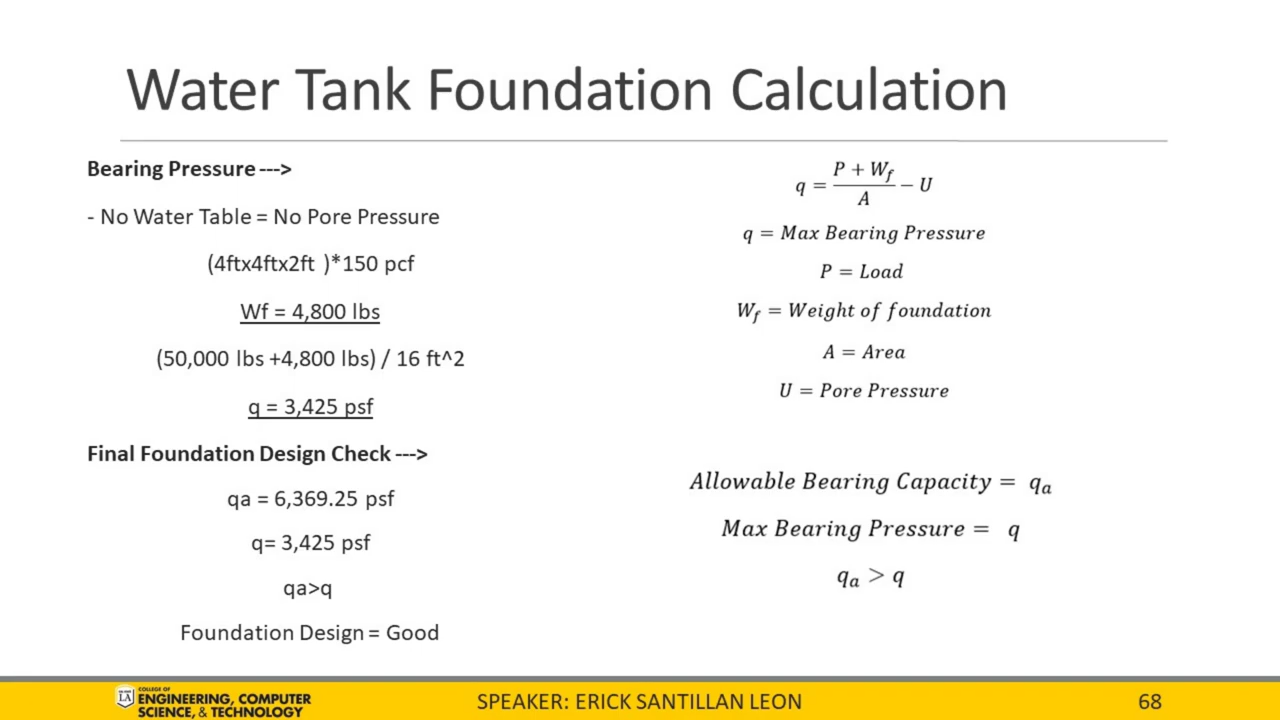 Water Tank Foundation Calculation
Bearing Pressure --->
- No Water Table = No Pore Pressure
(4ftx4ftx2ft )*150 pcf
Wf = 4,800 lbs
(50,000 lbs +4,800 lbs) / 16 ft^2
q = 3,425 psf
Final Foundation Design Check --->
qa = 6,369.25 psf
q= 3,425 psf
qa>q
Foundation Design = Good
q = (P + W_f)/A − U
q = Max Bearing Pressure
P = Load
W_f = Weight of foundation
A = Area
U = Pore Pressure
Allowable Bearing Capacity = q_a
Max Bearing Pressure = q
q_a > q
LA
COLLEGE OF
ENGINEERING, COMPUTER
SCIENCE, & TECHNOLOGY
SPEAKER: ERICK SANTILLAN LEON
68